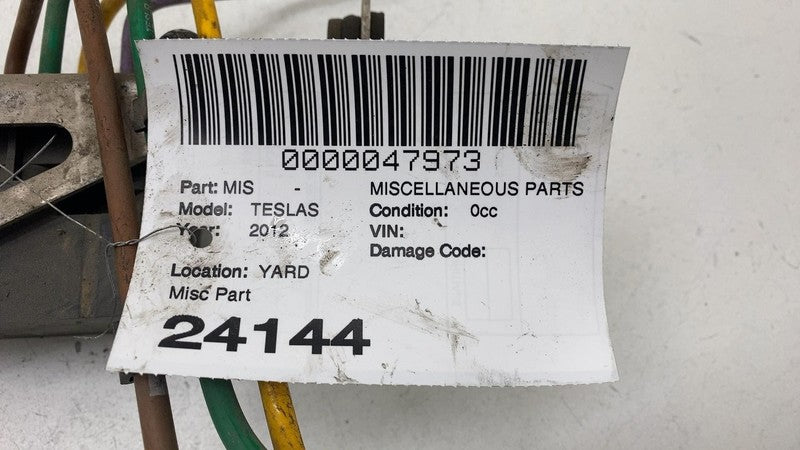 0000047973
Part: MIS - MISCELLANEOUS PARTS
Model: TESLAS Condition: 0cc
Year: 2012 VIN:
Damage Code:
Location: YARD
Misc Part
24144